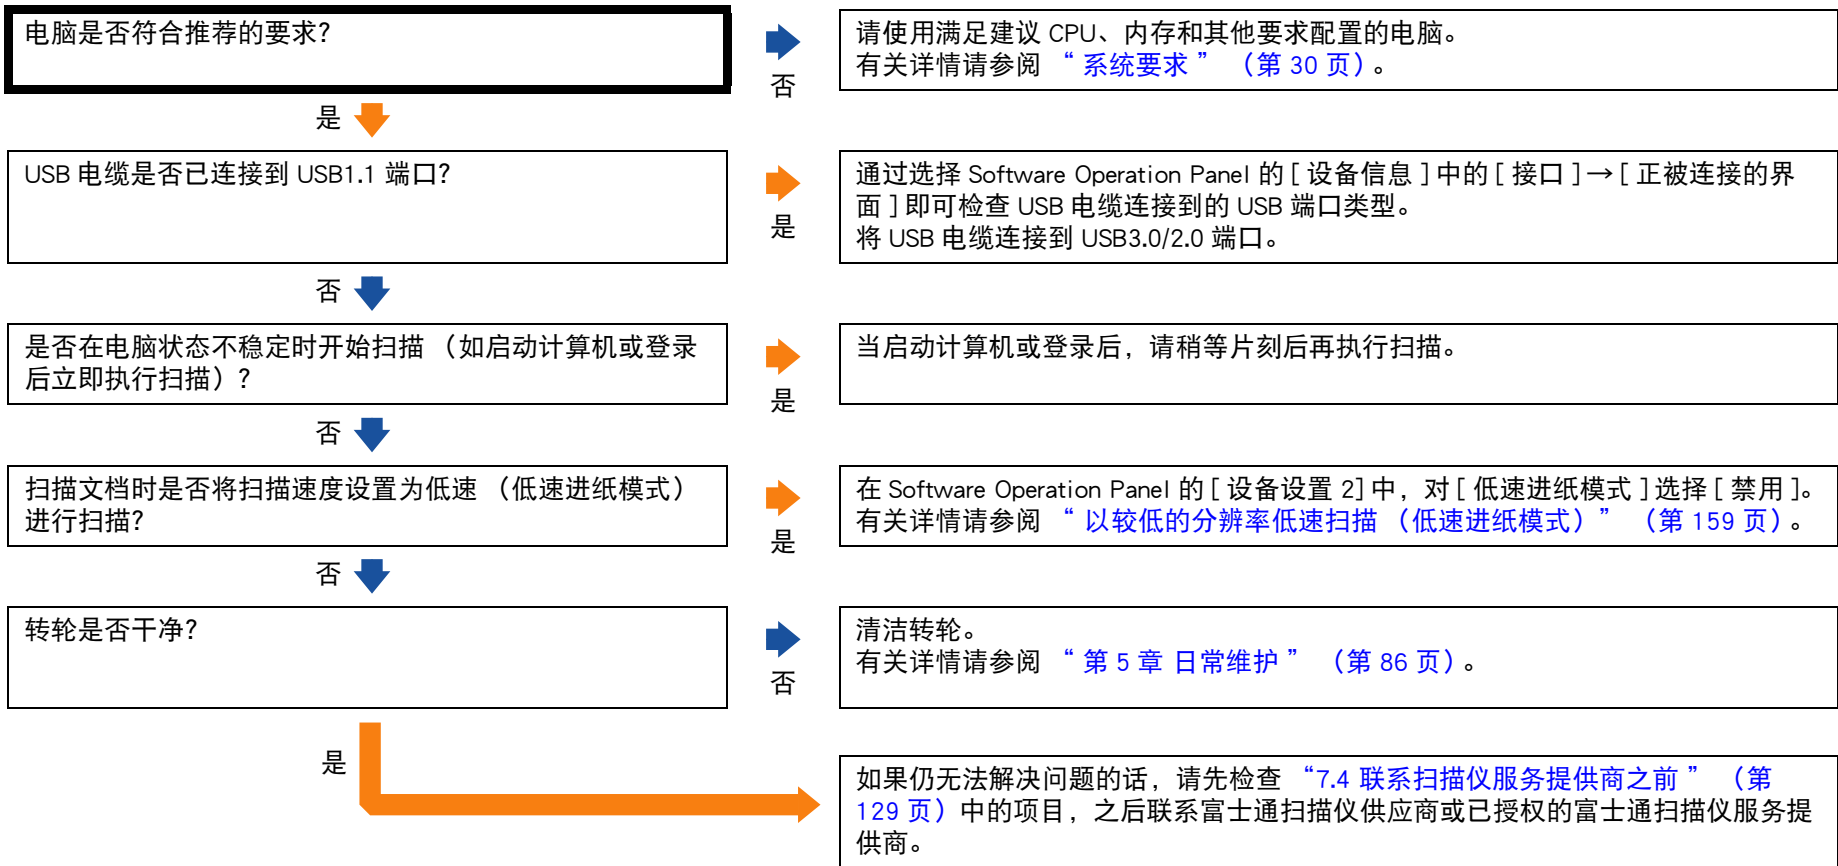 电脑是否符合推荐的要求?
否
请使用满足建议 CPU、内存和其他要求配置的电脑。
有关详情请参阅 “ 系统要求 ” （第 30 页）。
是
USB 电缆是否已连接到 USB1.1 端口?
是
通过选择 Software Operation Panel 的 [ 设备信息 ] 中的 [ 接口 ] → [ 正被连接的界
面 ] 即可检查 USB 电缆连接到的 USB 端口类型。
将 USB 电缆连接到 USB3.0/2.0 端口。
否
是否在电脑状态不稳定时开始扫描 （如启动计算机或登录
后立即执行扫描）?
是
当启动计算机或登录后，请稍等片刻后再执行扫描。
否
扫描文档时是否将扫描速度设置为低速 （低速进纸模式）
进行扫描?
是
在 Software Operation Panel 的 [ 设备设置 2] 中，对 [ 低速进纸模式 ] 选择 [ 禁用 ]。
有关详情请参阅 “ 以较低的分辨率低速扫描 （低速进纸模式） ” （第 159 页）。
否
转轮是否干净?
否
清洁转轮。
有关详情请参阅 “ 第 5 章 日常维护 ” （第 86 页）。
是
如果仍无法解决问题的话，请先检查 “7.4 联系扫描仪服务提供商之前 ” （第
129 页）中的项目，之后联系富士通扫描仪供应商或已授权的富士通扫描仪服务提
供商。